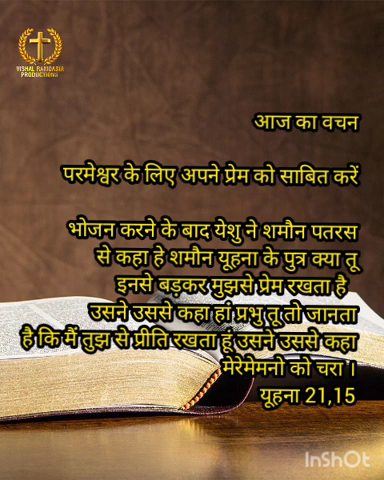 VISHAL RAKIDASIA
PRODUCTIONS
आज का वचन
परमेश्वर के लिए अपने प्रेम को साबित करें
भोजन करने के बाद येशु ने शमौन पतरस
से कहा हे शमौन यूहना के पुत्र क्या तू
इनसे बड़कर मुझसे प्रेम रखता है
उसने उससे कहा हां प्रभु तू तो जानता
है कि मैं तुझ से प्रीति रखता हूं उसने उससे कहा
मेरेमेमनो को चरा ।
यूहना 21,15
InShOt